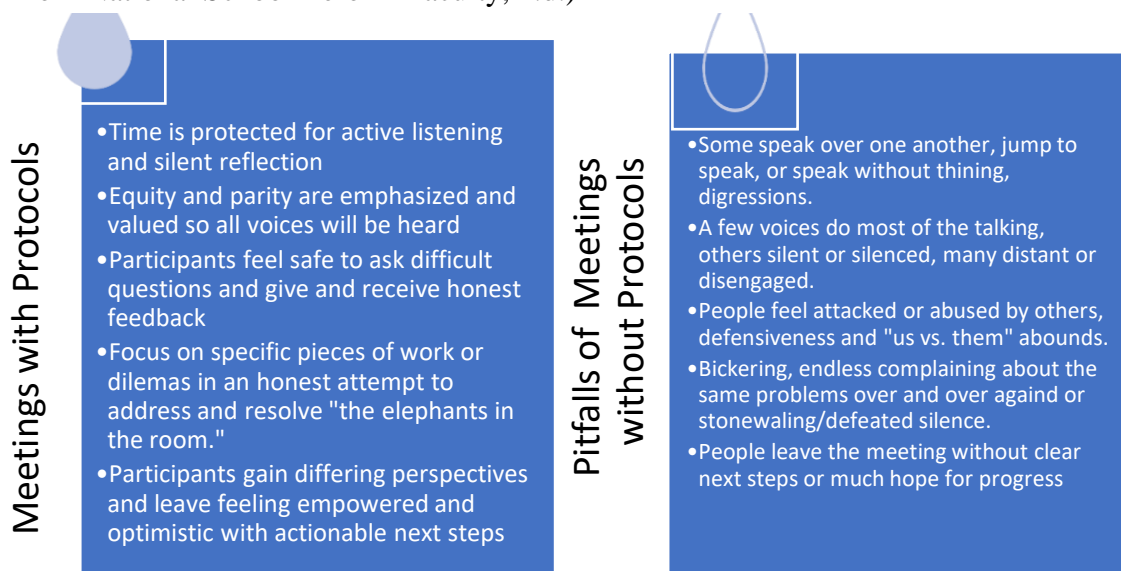 Meetings with Protocols
•Time is protected for active listening
and silent reflection
•Equity and parity are emphasized and
valued so all voices will be heard
•Participants feel safe to ask difficult
questions and give and receive honest
feedback
•Focus on specific pieces of work or
dilemas in an honest attempt to
address and resolve "the elephants in
the room."
•Participants gain differing perspectives
and leave feeling empowered and
optimistic with actionable next steps
Pitfalls of Meetings
without Protocols
•Some speak over one another, jump to
speak, or speak without thining,
digressions.
•A few voices do most of the talking,
others silent or silenced, many distant or
disengaged.
•People feel attacked or abused by others,
defensiveness and "us vs. them" abounds.
•Bickering, endless complaining about the
same problems over and over againd or
stonewaling/defeated silence.
•People leave the meeting without clear
next steps or much hope for progress